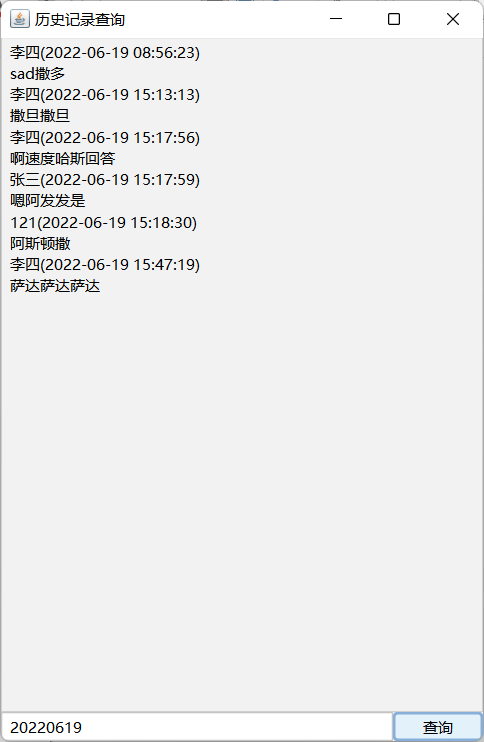 历史记录查询
李四(2022-06-19 08:56:23)
sad撒多
李四(2022-06-19 15:13:13)
撒旦撒旦
李四(2022-06-19 15:17:56)
啊速度哈斯回答
张三(2022-06-19 15:17:59)
嗯阿发发是
121(2022-06-19 15:18:30)
阿斯顿撒
李四(2022-06-19 15:47:19)
萨达萨达萨达
20220619
查询